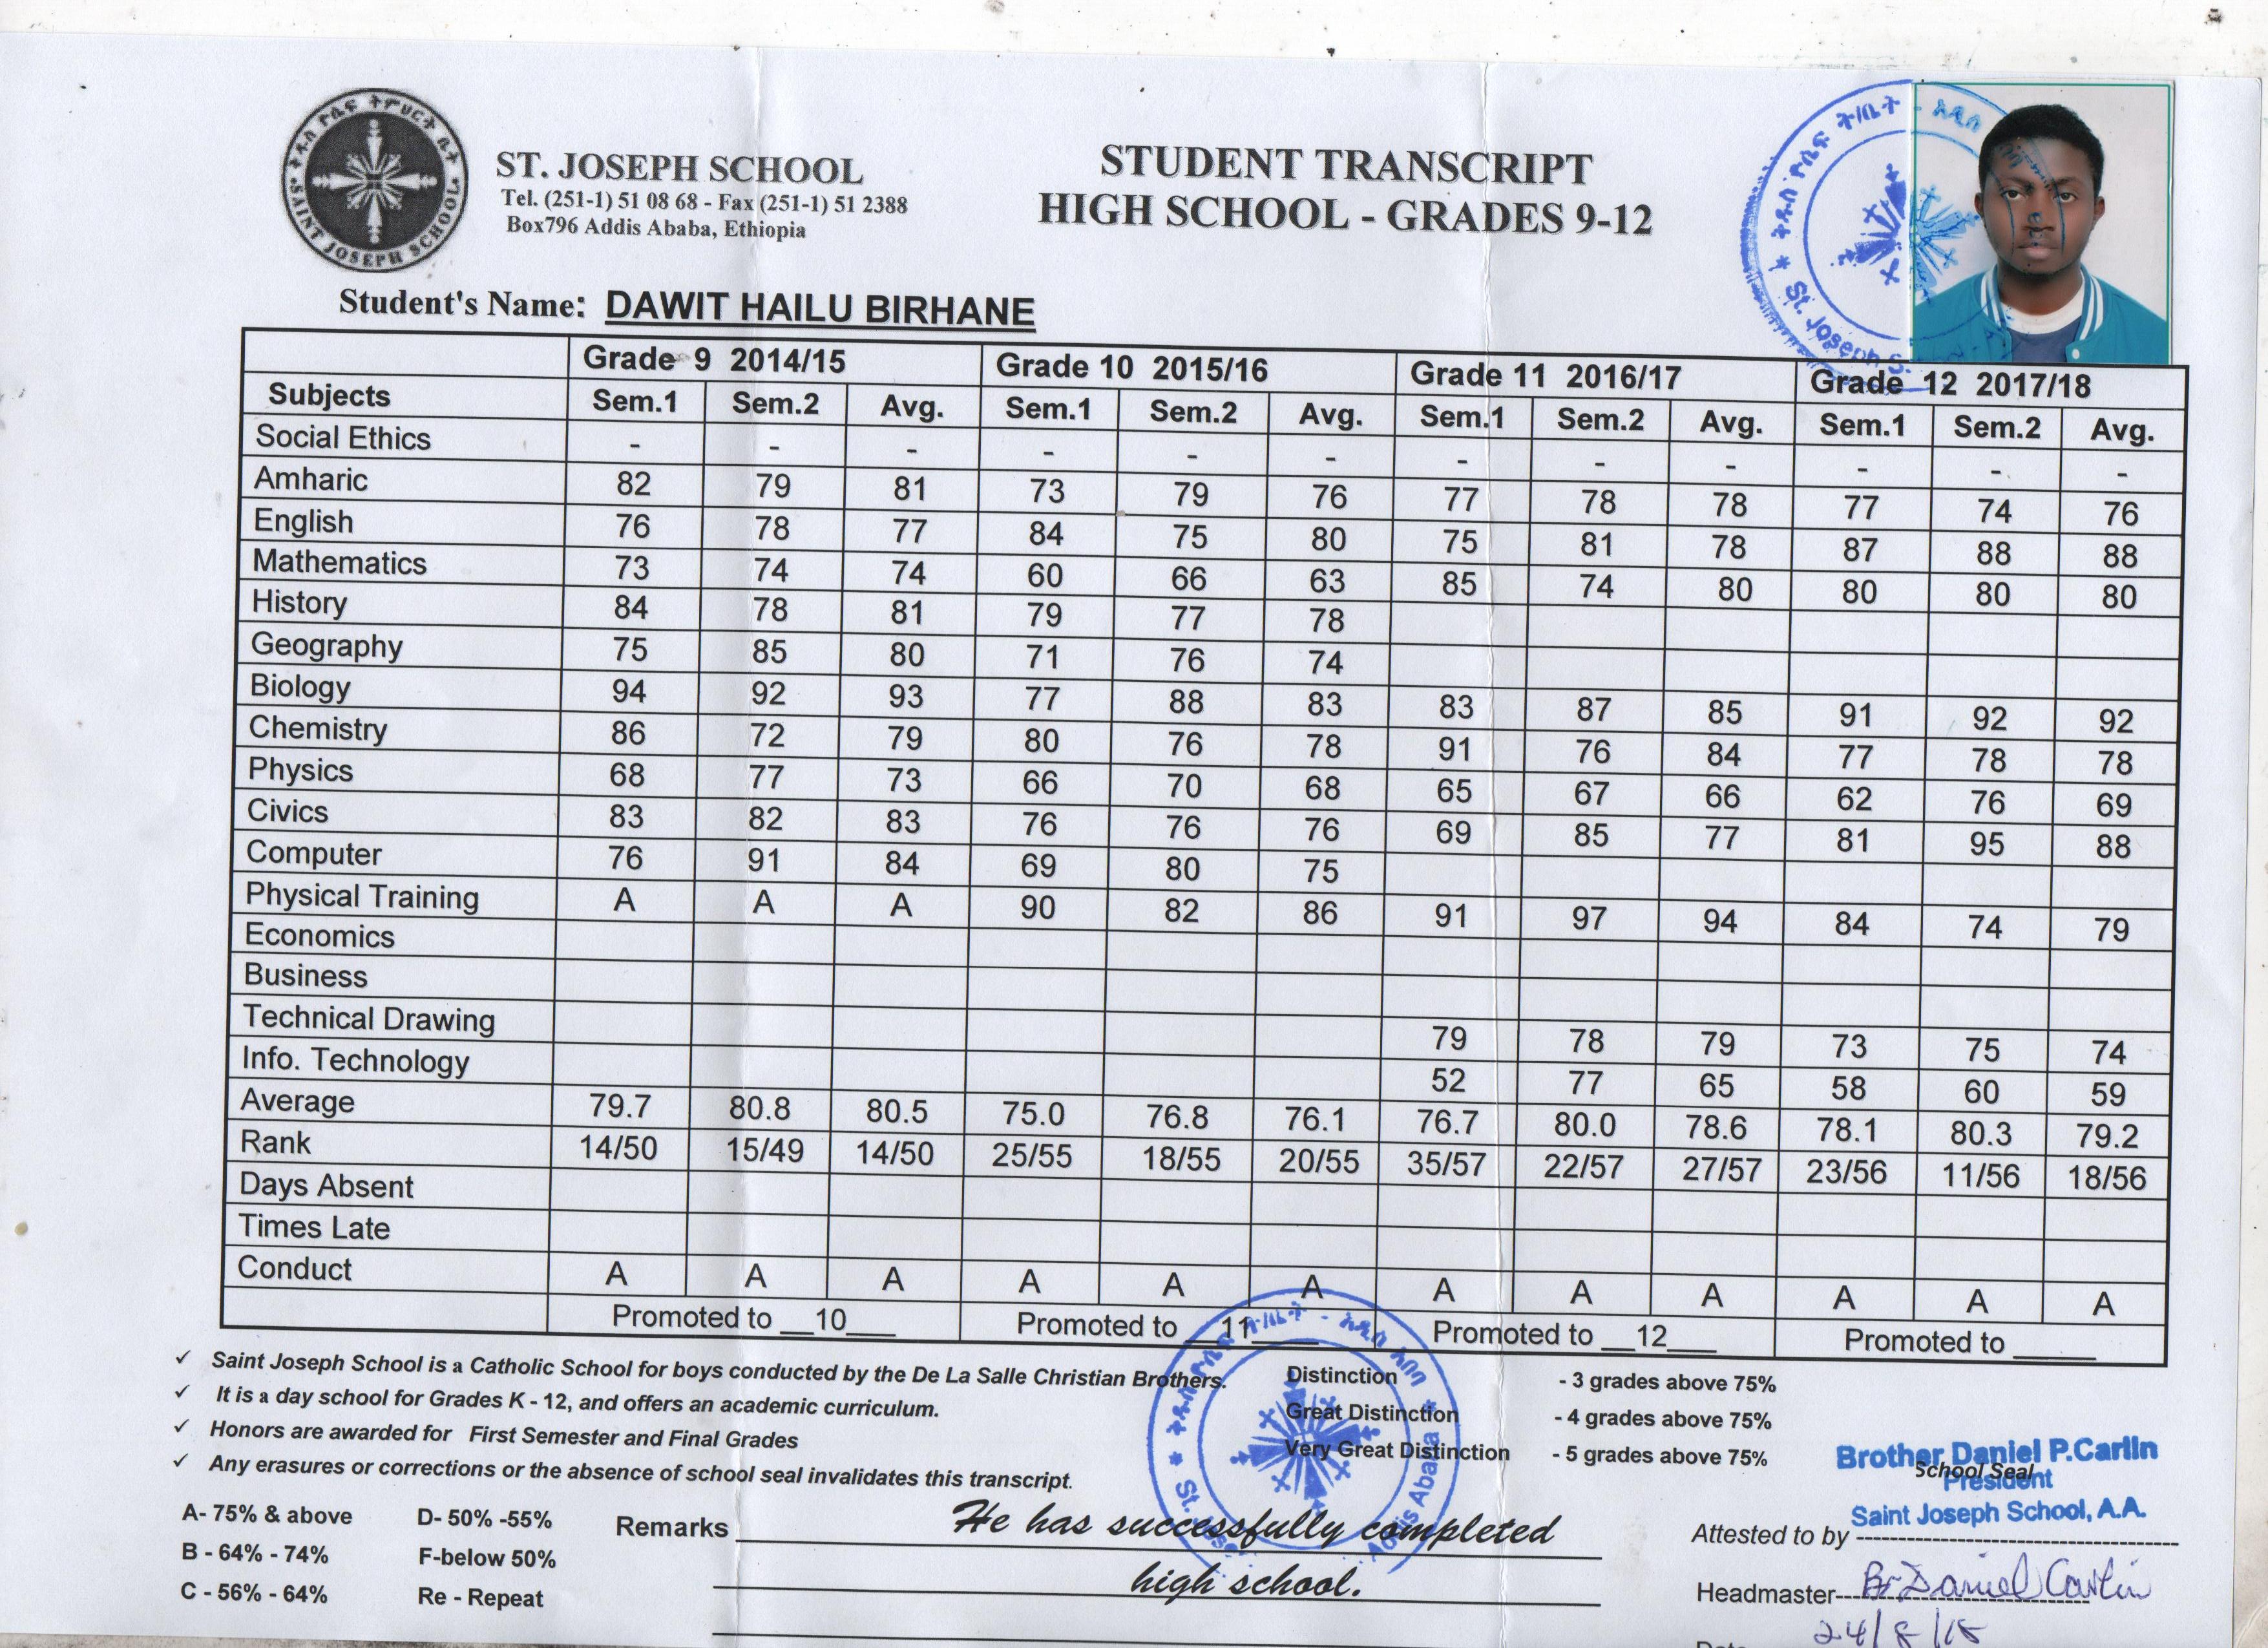 ST. JOSEPH SCHOOL
Tel. (251-1) 51 08 68 - Fax (251-1) 51 2388
Box796 Addis Ababa, Ethiopia
SAINT JOSEPH SCHOOL
STUDENT TRANSCRIPT
HIGH SCHOOL - GRADES 9-12
Student's Name: DAWIT HAILU BIRHANE
Grade 9 2014/15 Grade 10 2015/16 Grade 11 2016/17 Grade 12 2017/18
Subjects Sem.1 Sem.2 Avg. Sem.1 Sem.2 Avg. Sem.1 Sem.2 Avg. Sem.1 Sem.2 Avg.
Social Ethics - - - - - - - - - - - -
Amharic 82 79 81 73 79 76 77 78 78 77 74 76
English 76 78 77 84 75 80 75 81 78 87 88 88
Mathematics 73 74 74 60 66 63 85 74 80 80 80 80
History 84 78 81 79 77 78
Geography 75 85 80 71 76 74
Biology 94 92 93 77 88 83 83 87 85 91 92 92
Chemistry 86 72 79 80 76 78 91 76 84 77 78 78
Physics 68 77 73 66 70 68 65 67 66 62 76 69
Civics 83 82 83 76 76 76 69 85 77 81 95 88
Computer 76 91 84 69 80 75
Physical Training A A A 90 82 86 91 97 94 84 74 79
Economics
Business
Technical Drawing 79 78 79 73 75 74
Info. Technology 52 77 65 58 60 59
Average 79.7 80.8 80.5 75.0 76.8 76.1 76.7 80.0 78.6 78.1 80.3 79.2
Rank 14/50 15/49 14/50 25/55 18/55 20/55 35/57 22/57 27/57 23/56 11/56 18/56
Days Absent
Times Late
Conduct A A A A A A A A A A A A
Promoted to __10___ Promoted to __11____ Promoted to __12___ Promoted to _____
✓ Saint Joseph School is a Catholic School for boys conducted by the De La Salle Christian Brothers.
✓ It is a day school for Grades K - 12, and offers an academic curriculum.
✓ Honors are awarded for First Semester and Final Grades
✓ Any erasures or corrections or the absence of school seal invalidates this transcript.
Distinction - 3 grades above 75%
Great Distinction - 4 grades above 75%
Very Great Distinction - 5 grades above 75%
A- 75% & above D- 50% -55%
B - 64% - 74% F-below 50%
C - 56% - 64% Re - Repeat
Remarks He has successfully completed
high school.
Brother Daniel P.Carlin
School Seal
President
Saint Joseph School, A.A.
Attested to by
Headmaster Br Daniel Carlin